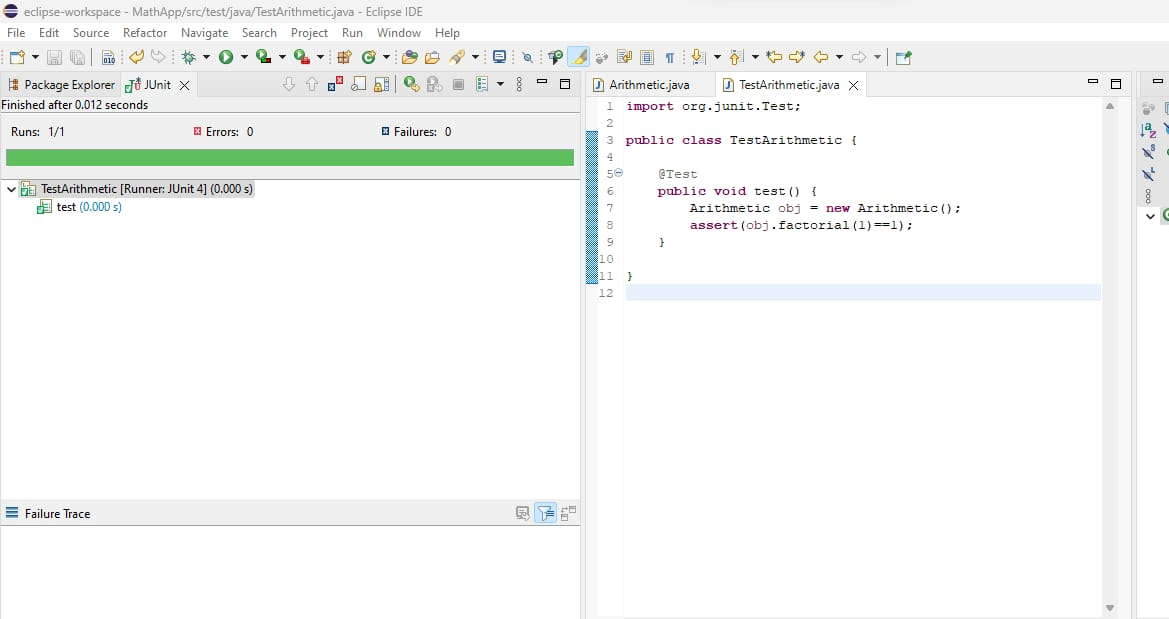 eclipse-workspace - MathApp/src/test/java/TestArithmetic.java - Eclipse IDE
File Edit Source Refactor Navigate Search Project Run Window Help
Package Explorer JUnit
Finished after 0.012 seconds
Runs: 1/1 Errors: 0 Failures: 0
TestArithmetic [Runner: JUnit 4] (0.000 s)
test (0.000 s)
Failure Trace
Arithmetic.java TestArithmetic.java
1 import org.junit.Test;
2
3 public class TestArithmetic {
4
5 @Test
6 public void test() {
7 Arithmetic obj = new Arithmetic();
8 assert(obj.factorial(1)==1);
9 }
10
11 }
12